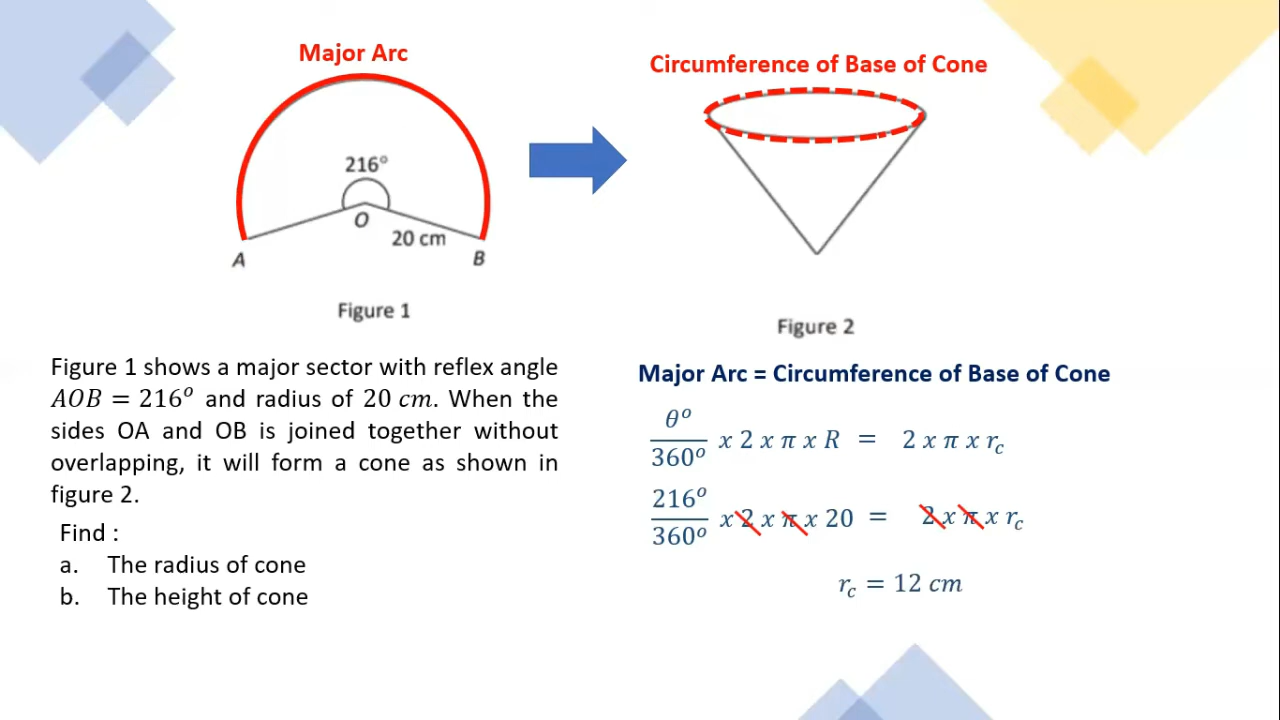 Major Arc
216°
O
20 cm
A
B
Figure 1
Circumference of Base of Cone
Figure 2
Figure 1 shows a major sector with reflex angle
AOB = 216° and radius of 20 cm. When the
sides OA and OB is joined together without
overlapping, it will form a cone as shown in
figure 2.
Find :
a. The radius of cone
b. The height of cone
Major Arc = Circumference of Base of Cone
θ°/360° x 2 x π x R = 2 x π x r_c
216°/360° x 2 x π x 20 = 2 x π x r_c
r_c = 12 cm